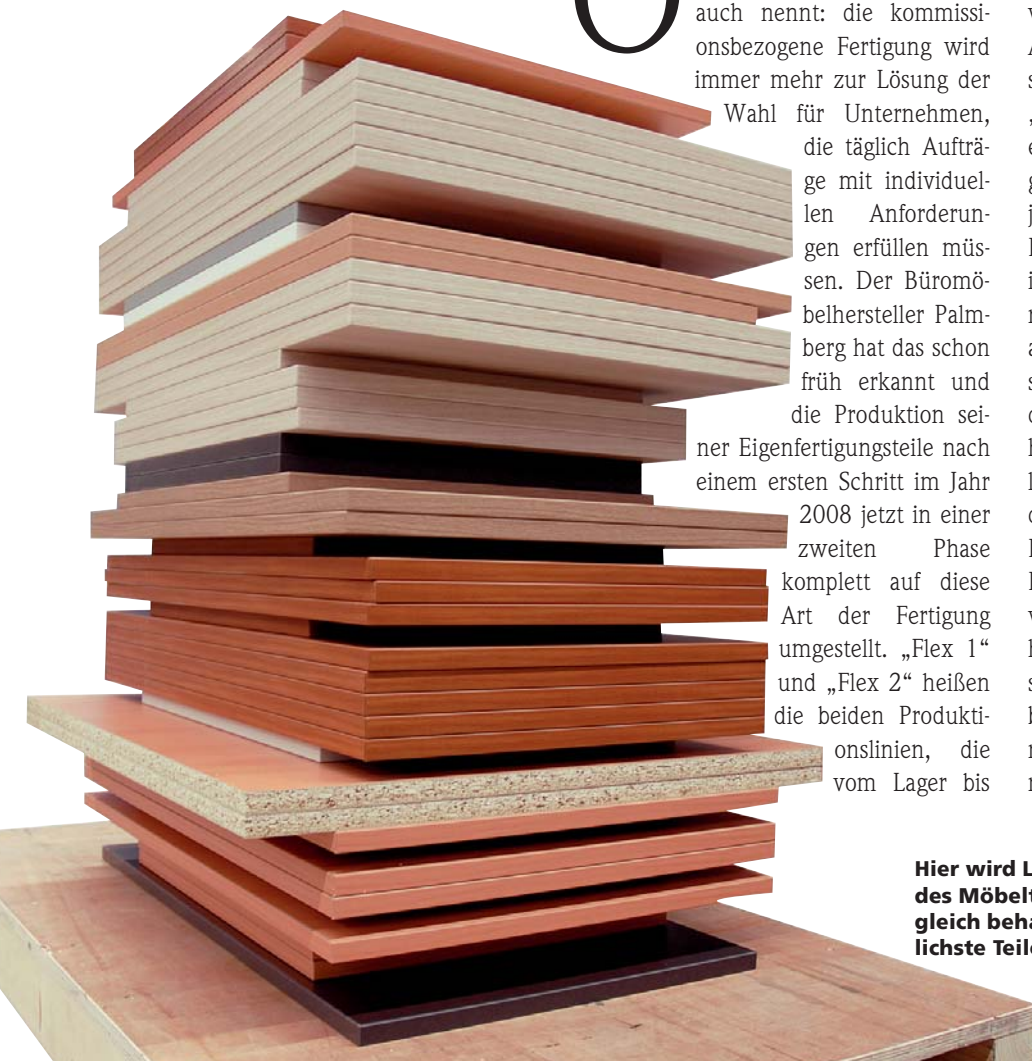 auch nennt: die kommissi-
onsbezogene Fertigung wird
immer mehr zur Lösung der
Wahl für Unternehmen,
die täglich Aufträ-
ge mit individuel-
len Anforderun-
gen erfüllen müs-
sen. Der Büromö-
belhersteller Palm-
berg hat das schon
früh erkannt und
die Produktion sei-
ner Eigenfertigungsteile nach
einem ersten Schritt im Jahr
2008 jetzt in einer
zweiten Phase
komplett auf diese
Art der Fertigung
umgestellt. „Flex 1“
und „Flex 2“ heißen
die beiden Produkti-
onslinien, die
vom Lager bis
Hier wird L
des Möbelt
gleich beha
lichste Teile